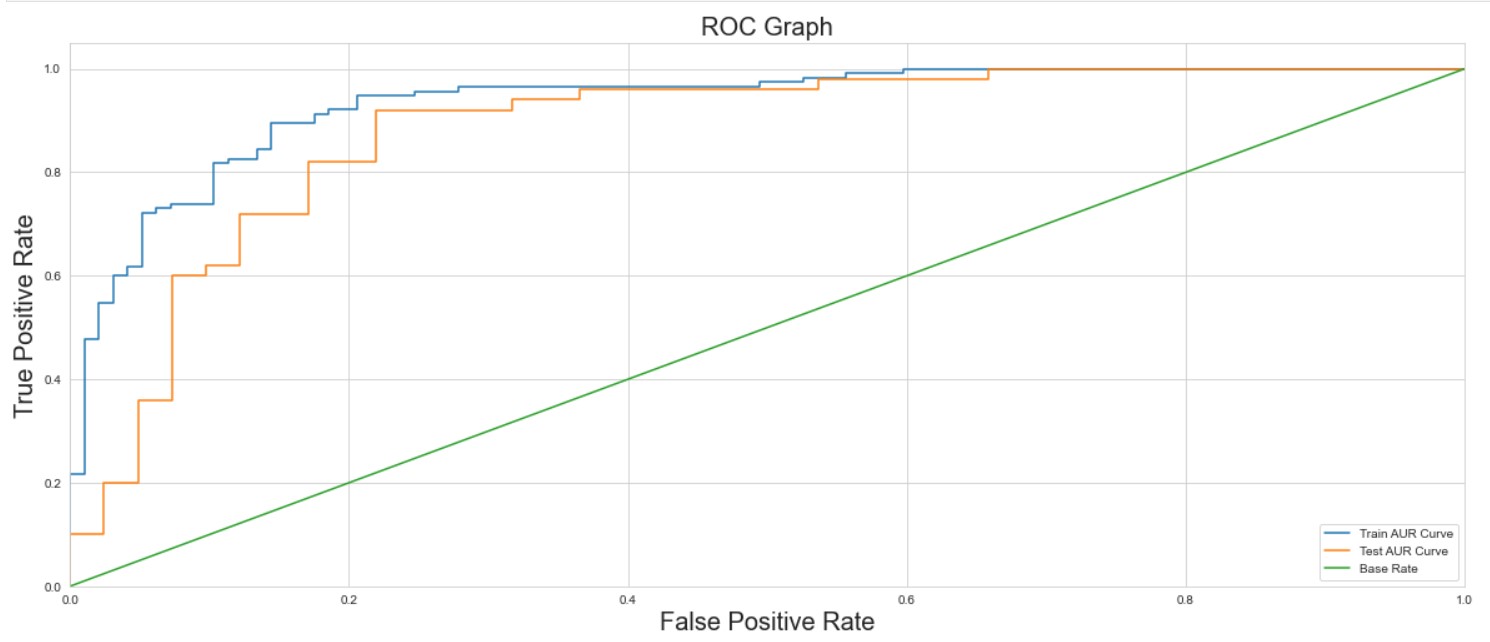 ROC Graph
True Positive Rate
1.0
0.8
0.6
0.4
0.2
0.0
0.0 0.2 0.4 0.6 0.8 1.0
False Positive Rate
Train AUR Curve
Test AUR Curve
Base Rate